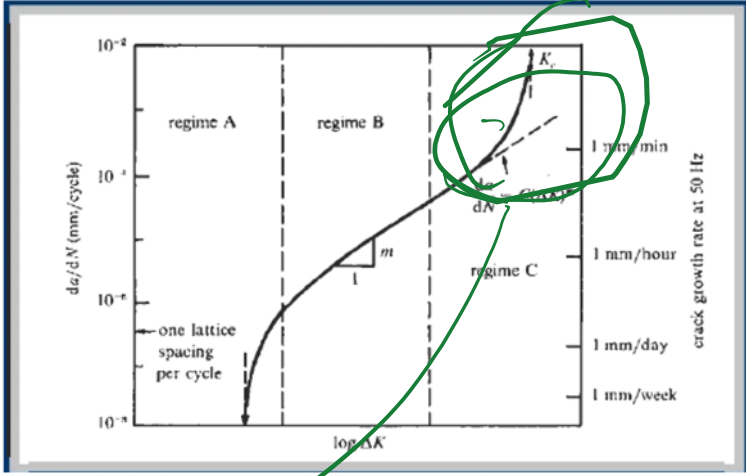 10⁻²
10⁻⁴
10⁻⁶
10⁻⁸
da/dN (mm/cycle)
regime A
regime B
regime C
K
1 mm/min
1 mm/hour
1 mm/day
1 mm/week
crack growth rate at 50 Hz
dN
m
1
one lattice
spacing
per cycle
log ΔK